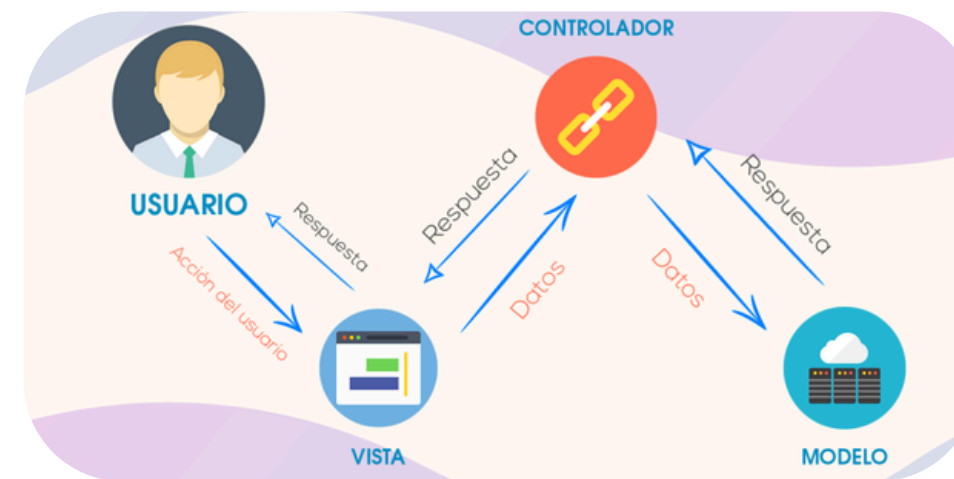 CONTROLADOR
USUARIO
Respuesta
Acción del usuario
Respuesta
Datos
Datos
Respuesta
VISTA
MODELO